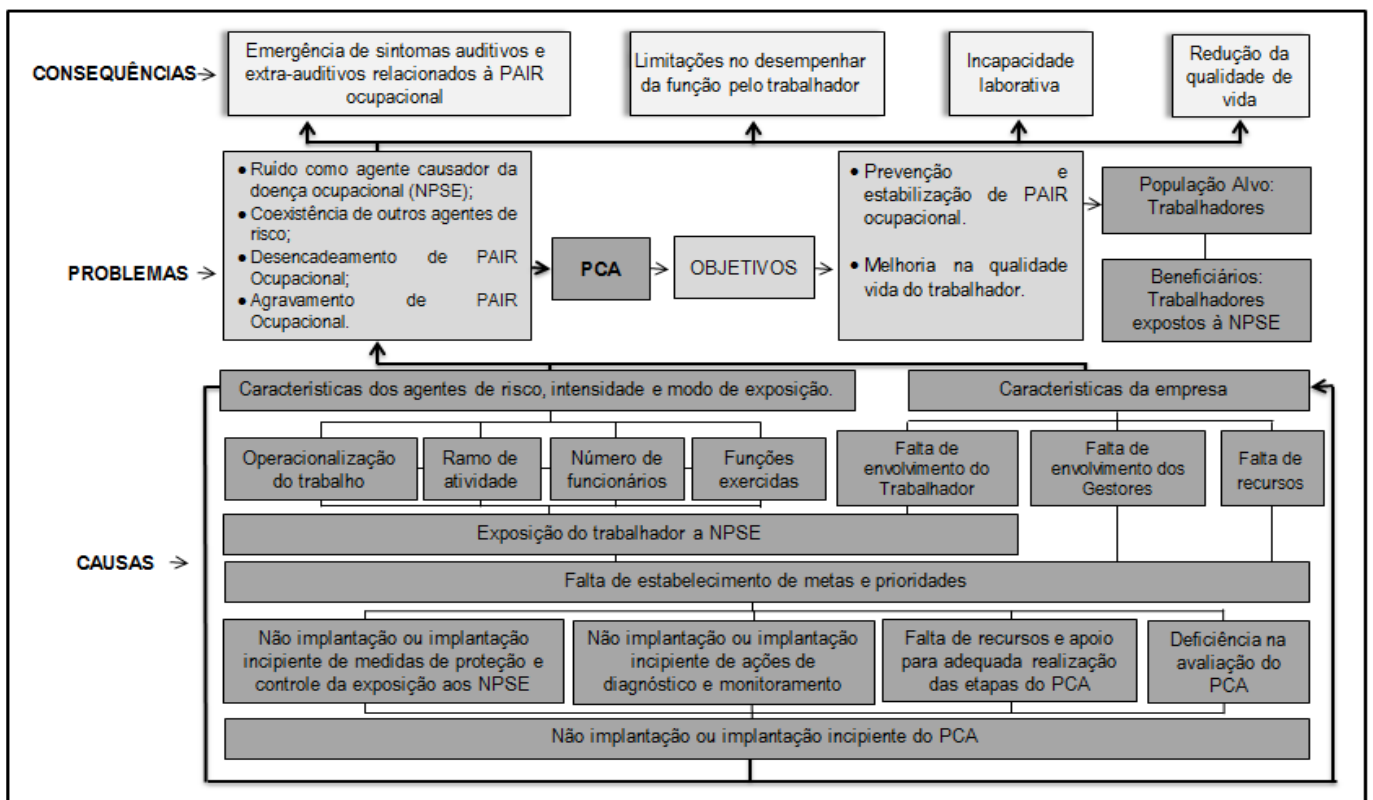 CONSEQUÊNCIAS
Emergência de sintomas auditivos e
extra-auditivos relacionados à PAIR
ocupacional
Limitações no desempenhar
da função pelo trabalhador
Incapacidade
laborativa
Redução da
qualidade de
vida
PROBLEMAS
• Ruído como agente causador da
doença ocupacional (NPSE);
• Coexistência de outros agentes de
risco;
• Desencadeamento de PAIR
Ocupacional;
• Agravamento de PAIR
Ocupacional.
PCA
OBJETIVOS
• Prevenção e
estabilização de PAIR
ocupacional.
• Melhoria na qualidade
vida do trabalhador.
População Alvo:
Trabalhadores
Beneficiários:
Trabalhadores
expostos à NPSE
CAUSAS
Características dos agentes de risco, intensidade e modo de exposição.
Características da empresa
Operacionalização
do trabalho
Ramo de
atividade
Número de
funcionários
Funções
exercidas
Falta de
envolvimento do
Trabalhador
Falta de
envolvimento dos
Gestores
Falta de
recursos
Exposição do trabalhador a NPSE
Falta de estabelecimento de metas e prioridades
Não implantação ou implantação
incipiente de medidas de proteção e
controle da exposição aos NPSE
Não implantação ou implantação
incipiente de ações de
diagnóstico e monitoramento
Falta de recursos e apoio
para adequada realização
das etapas do PCA
Deficiência na
avaliação do
PCA
Não implantação ou implantação incipiente do PCA